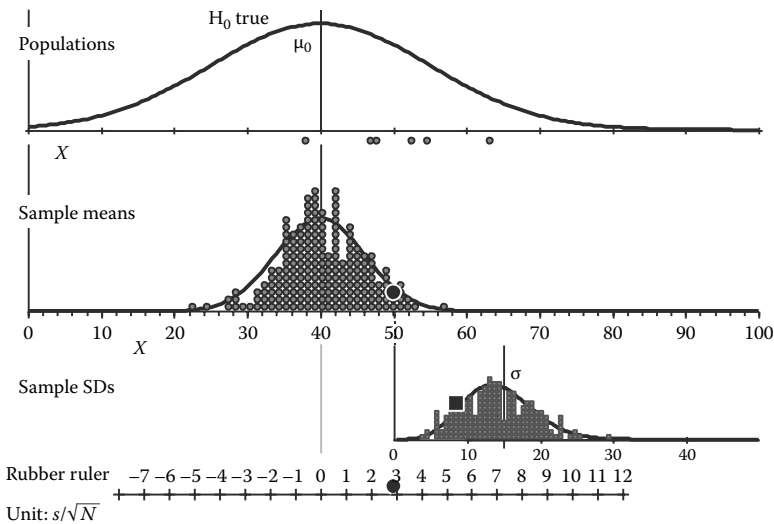 H₀ true
Populations
μ₀
X
Sample means
0 10 20 30 40 50 60 70 80 90 100
X
Sample SDs
σ
0 10 20 30 40
Rubber ruler −7 −6 −5 −4 −3 −2 −1 0 1 2 3 4 5 6 7 8 9 10 11 12
Unit: s/√N